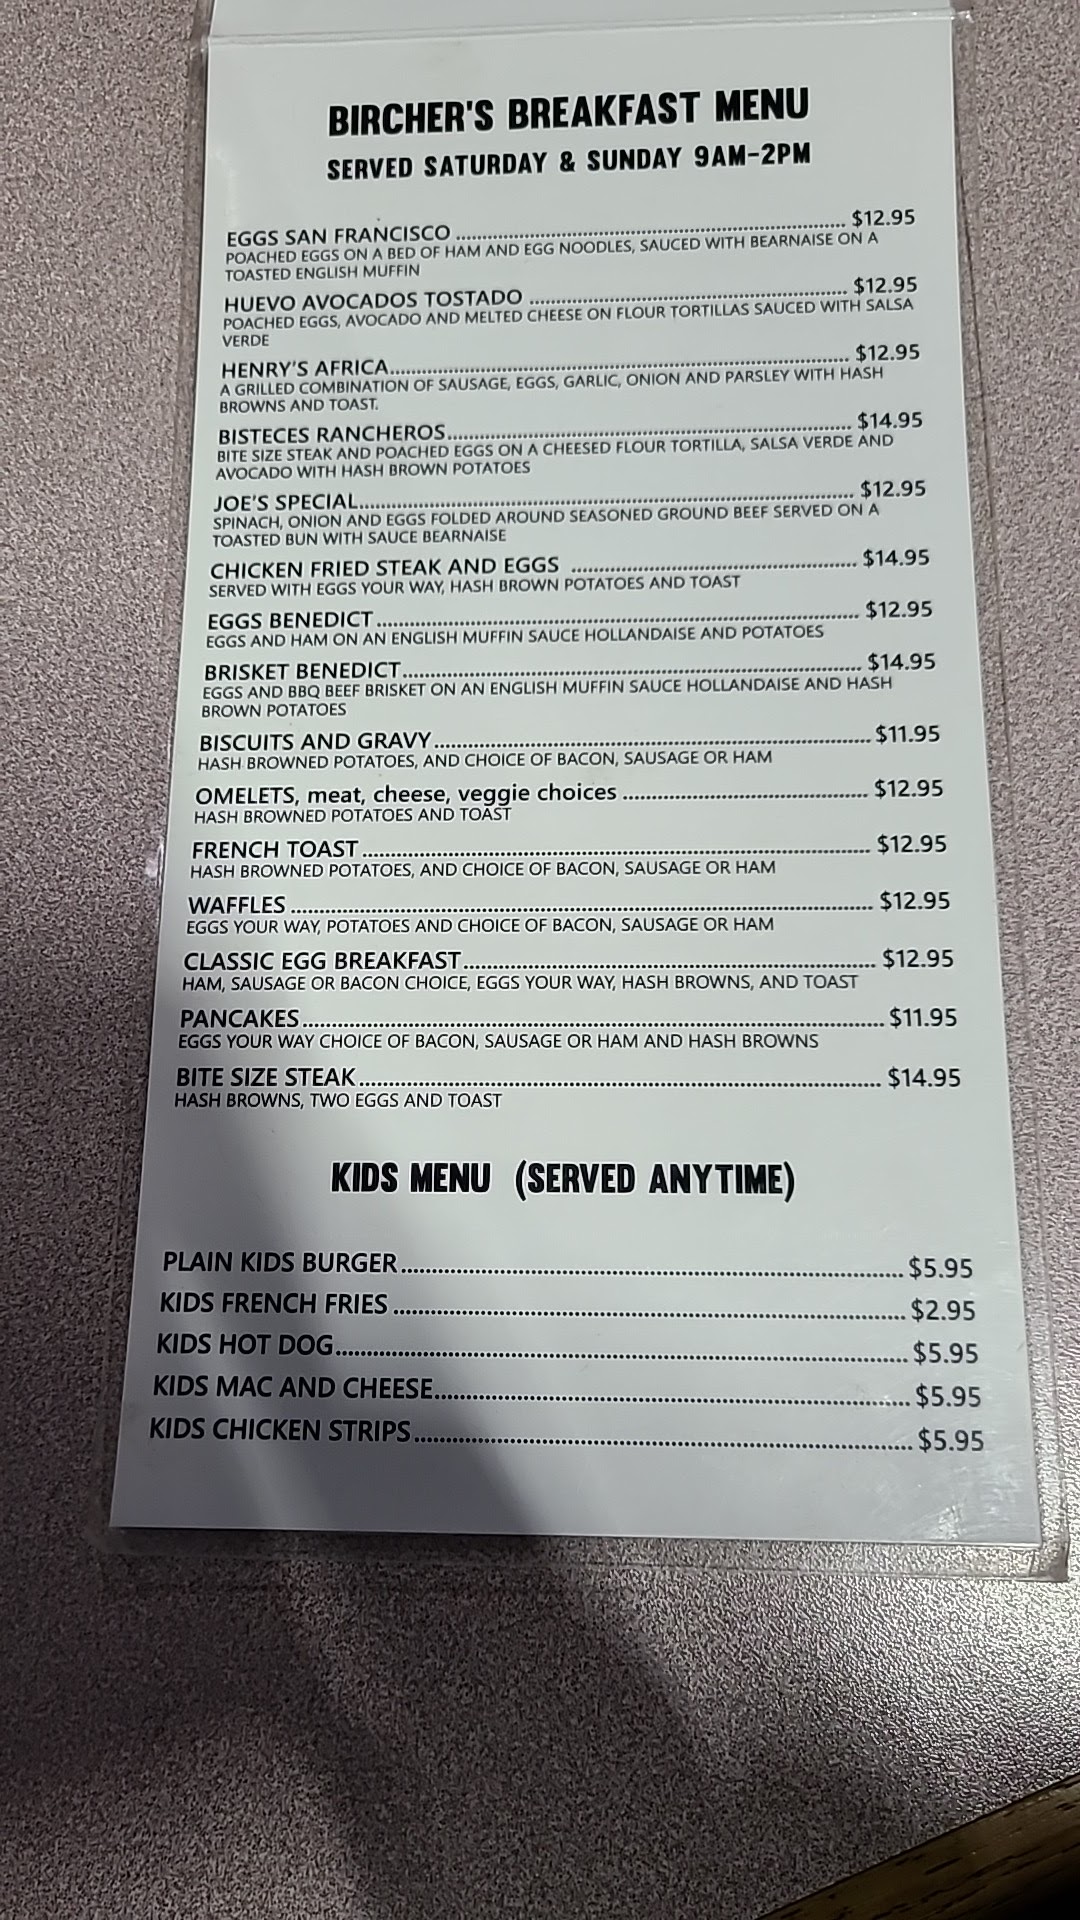 BIRCHER'S BREAKFAST MENU
SERVED SATURDAY & SUNDAY 9AM-2PM
EGGS SAN FRANCISCO $12.95
POACHED EGGS ON A BED OF HAM AND EGG NOODLES, SAUCED WITH BEARNAISE ON A
TOASTED ENGLISH MUFFIN
HUEVO AVOCADOS TOSTADO $12.95
POACHED EGGS, AVOCADO AND MELTED CHEESE ON FLOUR TORTILLAS SAUCED WITH SALSA
VERDE
HENRY'S AFRICA $12.95
A GRILLED COMBINATION OF SAUSAGE, EGGS, GARLIC, ONION AND PARSLEY WITH HASH
BROWNS AND TOAST.
BISTECES RANCHEROS $14.95
BITE SIZE STEAK AND POACHED EGGS ON A CHEESED FLOUR TORTILLA, SALSA VERDE AND
AVOCADO WITH HASH BROWN POTATOES
JOE'S SPECIAL $12.95
SPINACH, ONION AND EGGS FOLDED AROUND SEASONED GROUND BEEF SERVED ON A
TOASTED BUN WITH SAUCE BEARNAISE
CHICKEN FRIED STEAK AND EGGS $14.95
SERVED WITH EGGS YOUR WAY, HASH BROWN POTATOES AND TOAST
EGGS BENEDICT $12.95
EGGS AND HAM ON AN ENGLISH MUFFIN SAUCE HOLLANDAISE AND POTATOES
BRISKET BENEDICT $14.95
EGGS AND BBQ BEEF BRISKET ON AN ENGLISH MUFFIN SAUCE HOLLANDAISE AND HASH
BROWN POTATOES
BISCUITS AND GRAVY $11.95
HASH BROWNED POTATOES, AND CHOICE OF BACON, SAUSAGE OR HAM
OMELETS, meat, cheese, veggie choices $12.95
HASH BROWNED POTATOES AND TOAST
FRENCH TOAST $12.95
HASH BROWNED POTATOES, AND CHOICE OF BACON, SAUSAGE OR HAM
WAFFLES $12.95
EGGS YOUR WAY, POTATOES AND CHOICE OF BACON, SAUSAGE OR HAM
CLASSIC EGG BREAKFAST $12.95
HAM, SAUSAGE OR BACON CHOICE, EGGS YOUR WAY, HASH BROWNS, AND TOAST
PANCAKES $11.95
EGGS YOUR WAY CHOICE OF BACON, SAUSAGE OR HAM AND HASH BROWNS
BITE SIZE STEAK $14.95
HASH BROWNS, TWO EGGS AND TOAST
KIDS MENU (SERVED ANYTIME)
PLAIN KIDS BURGER $5.95
KIDS FRENCH FRIES $2.95
KIDS HOT DOG $5.95
KIDS MAC AND CHEESE $5.95
KIDS CHICKEN STRIPS $5.95